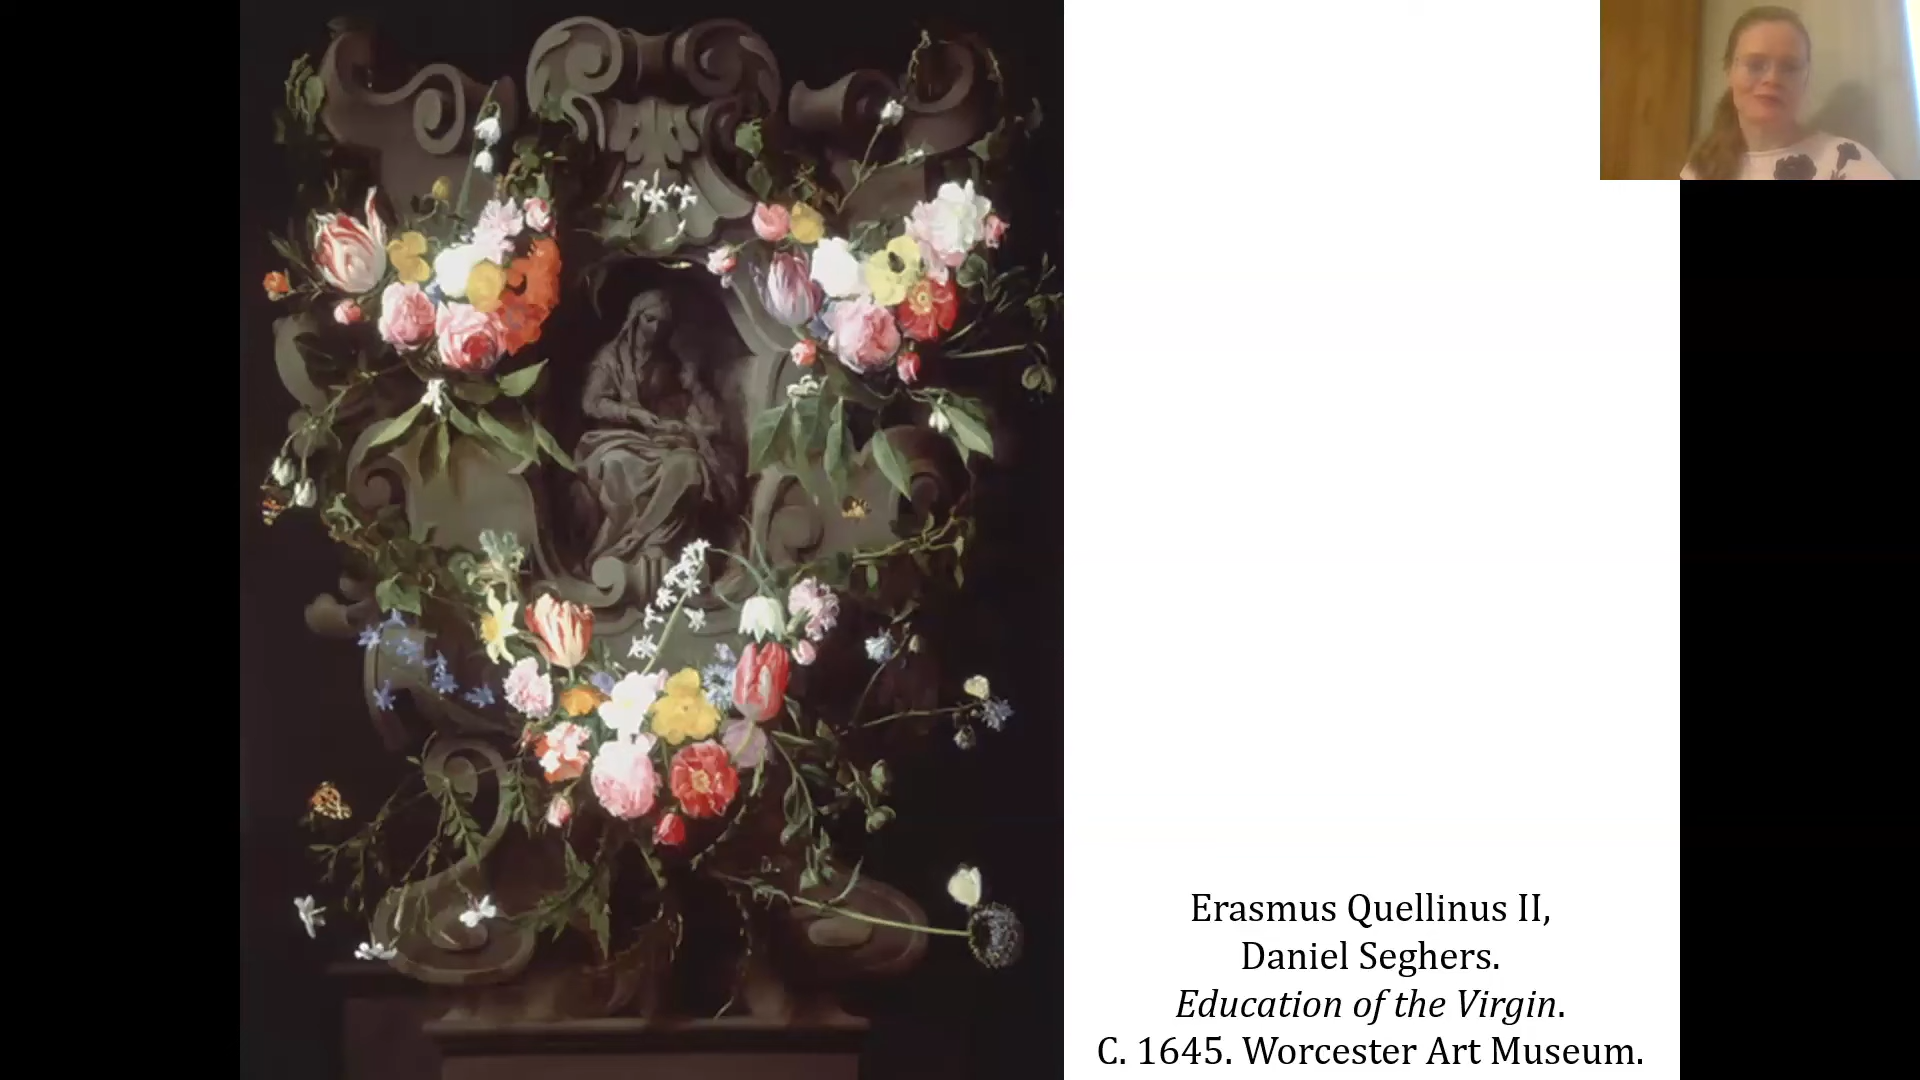 Erasmus Quellinus II,
Daniel Seghers.
Education of the Virgin.
C. 1645. Worcester Art Museum.